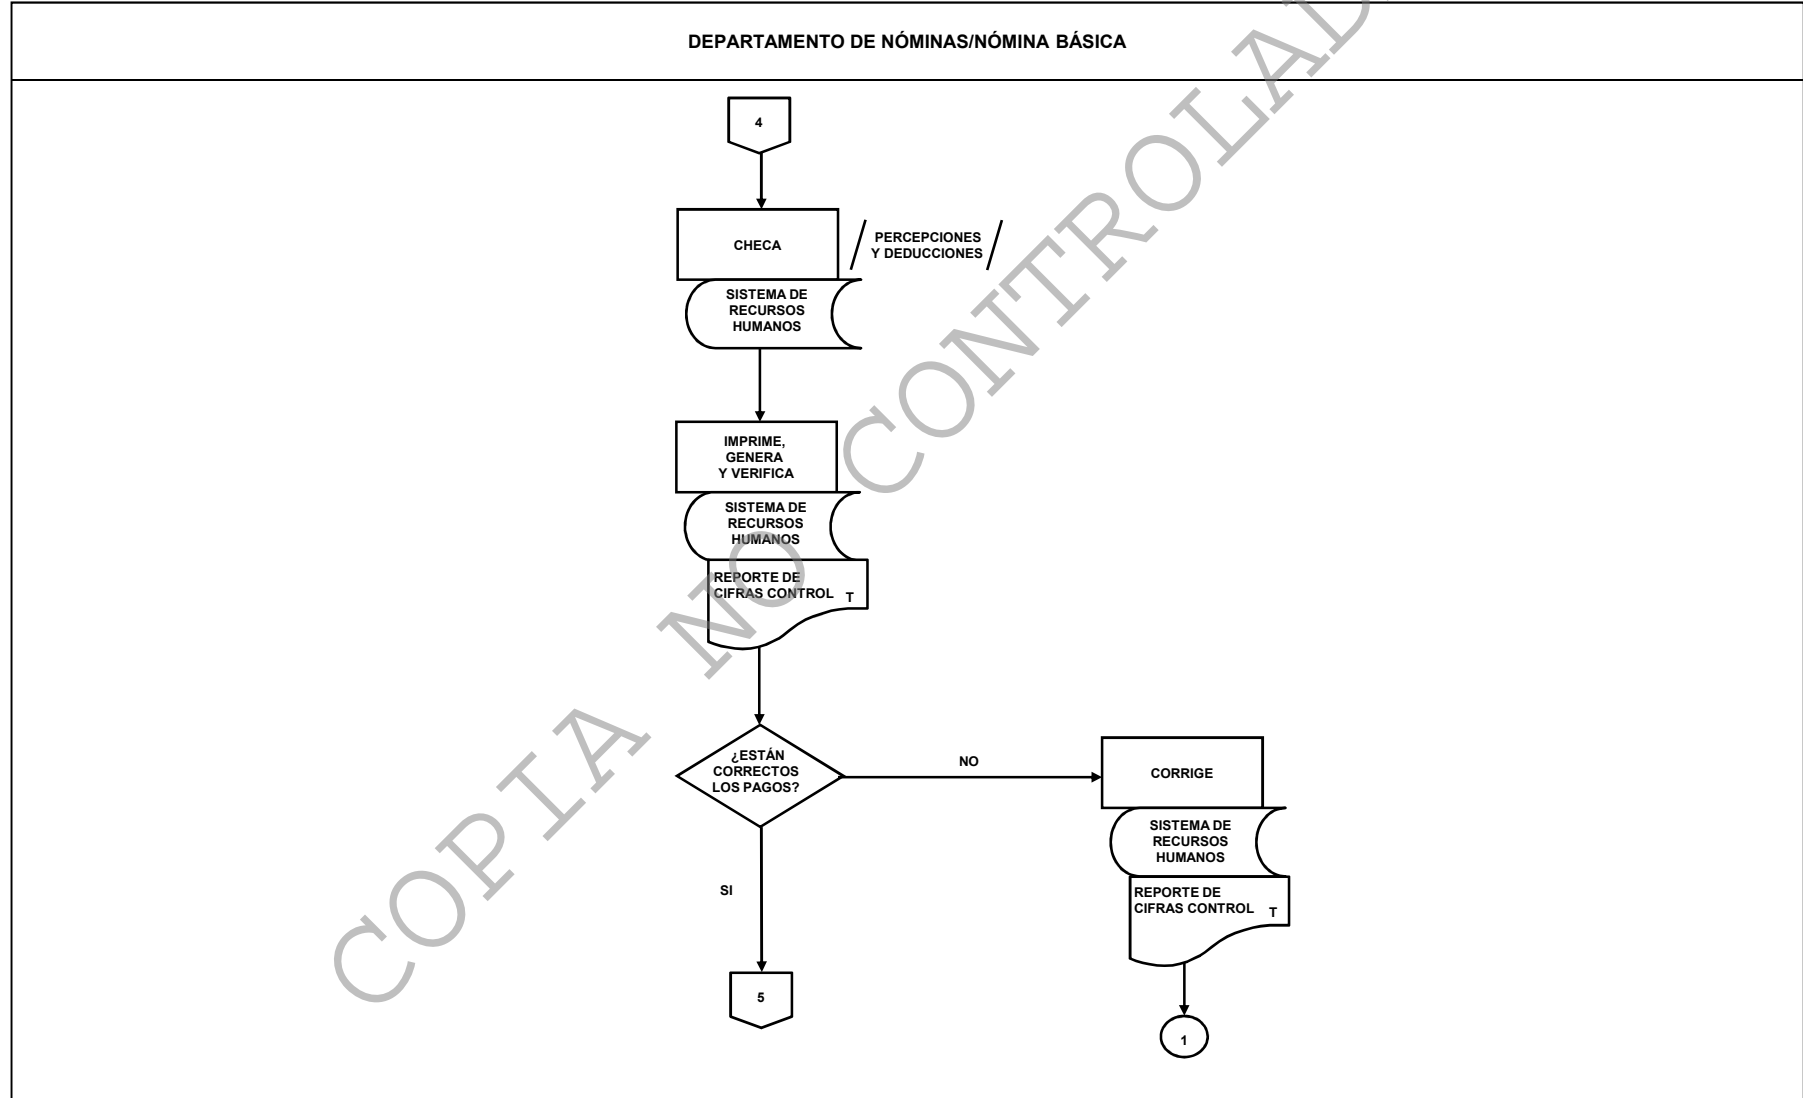 DEPARTAMENTO DE NÓMINAS/NÓMINA BÁSICA
4
CHECA
PERCEPCIONES
Y DEDUCCIONES
SISTEMA DE
RECURSOS
HUMANOS
IMPRIME,
GENERA
Y VERIFICA
SISTEMA DE
RECURSOS
HUMANOS
REPORTE DE
CIFRAS CONTROL T
¿ESTÁN
CORRECTOS
LOS PAGOS?
NO
CORRIGE
SISTEMA DE
RECURSOS
HUMANOS
REPORTE DE
CIFRAS CONTROL T
SI
5
1
COPIA NO CONTROLAD